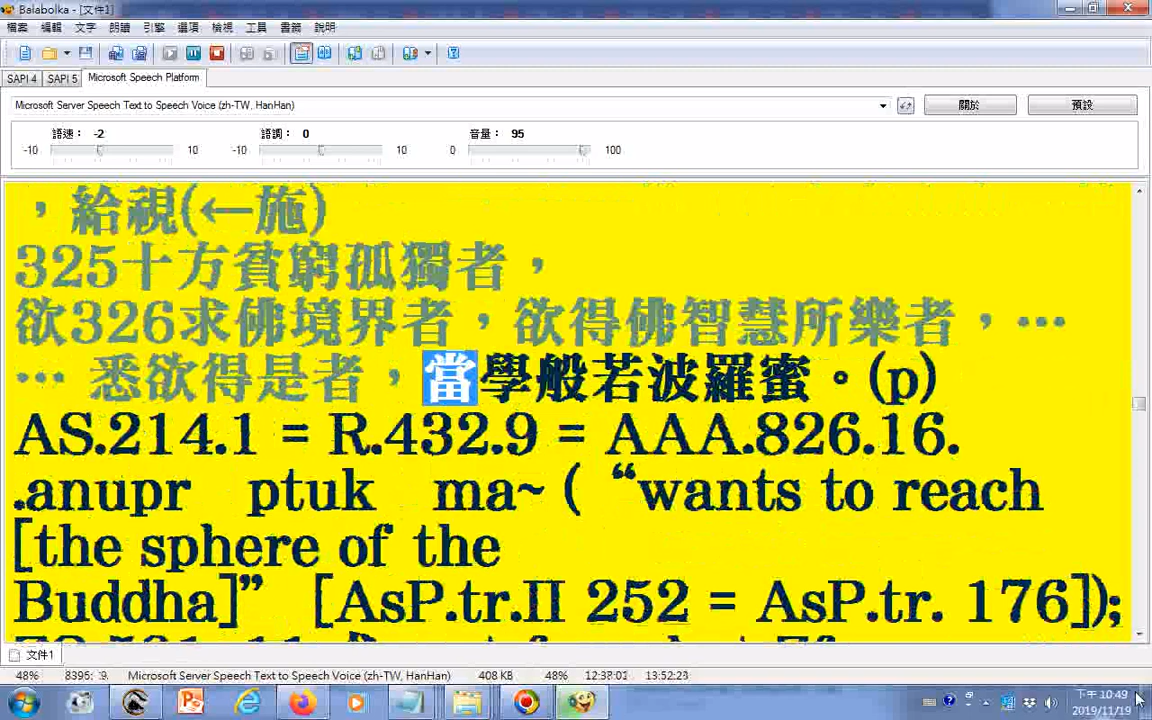 Balabolka - [文件1]
檔案 編輯 文字 朗讀 引擎 選項 檢視 工具 書籤 說明
SAPI 4 SAPI 5 Microsoft Speech Platform
Microsoft Server Speech Text to Speech Voice (zh-TW, HanHan) 關於 預設
語速： -2 語調： 0 音量： 95
-10 10 -10 10 0 100
，給視(←施)
325十方貧窮孤獨者，
欲326求佛境界者，欲得佛智慧所樂者，…
… 悉欲得是者，當學般若波羅蜜。(p)
AS.214.1 = R.432.9 = AAA.826.16.
.anupr ptuk ma~ ( “wants to reach
[the sphere of the
Buddha]” [AsP.tr.II 252 = AsP.tr. 176]);
文件1
48% 8395: 9. Microsoft Server Speech Text to Speech Voice (zh-TW, HanHan) 408 KB 48% 12:38:01 13:52:23
下午 10:49
2019/11/19